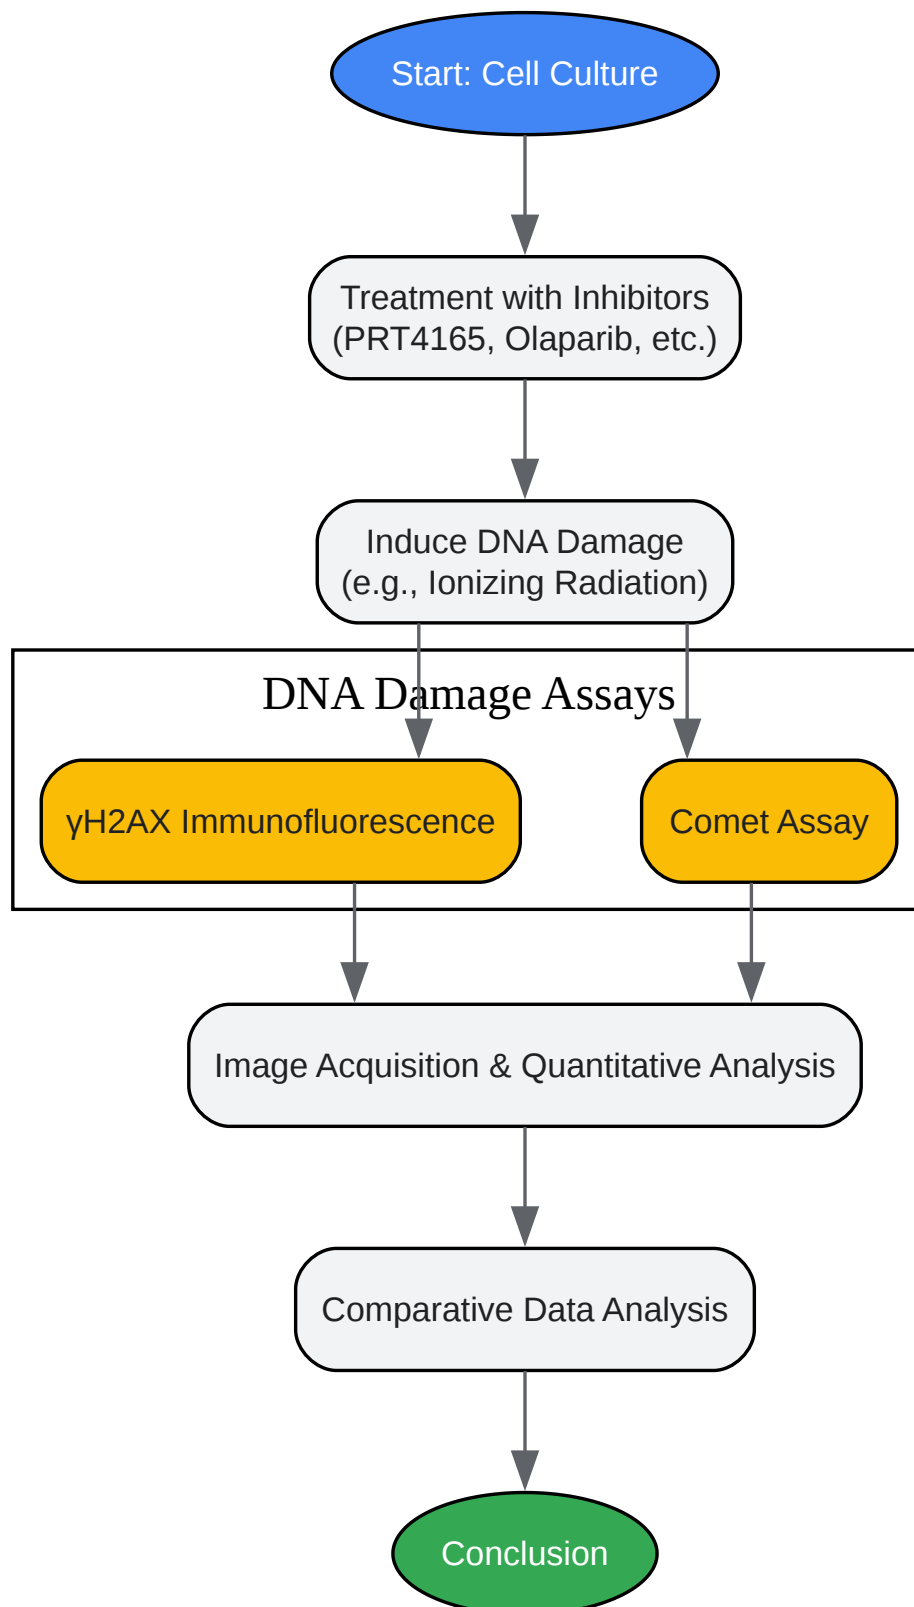 Start: Cell Culture
Treatment with Inhibitors
(PRT4165, Olaparib, etc.)
Induce DNA Damage
(e.g., Ionizing Radiation)
DNA Damage Assays
γH2AX Immunofluorescence
Comet Assay
Image Acquisition & Quantitative Analysis
Comparative Data Analysis
Conclusion